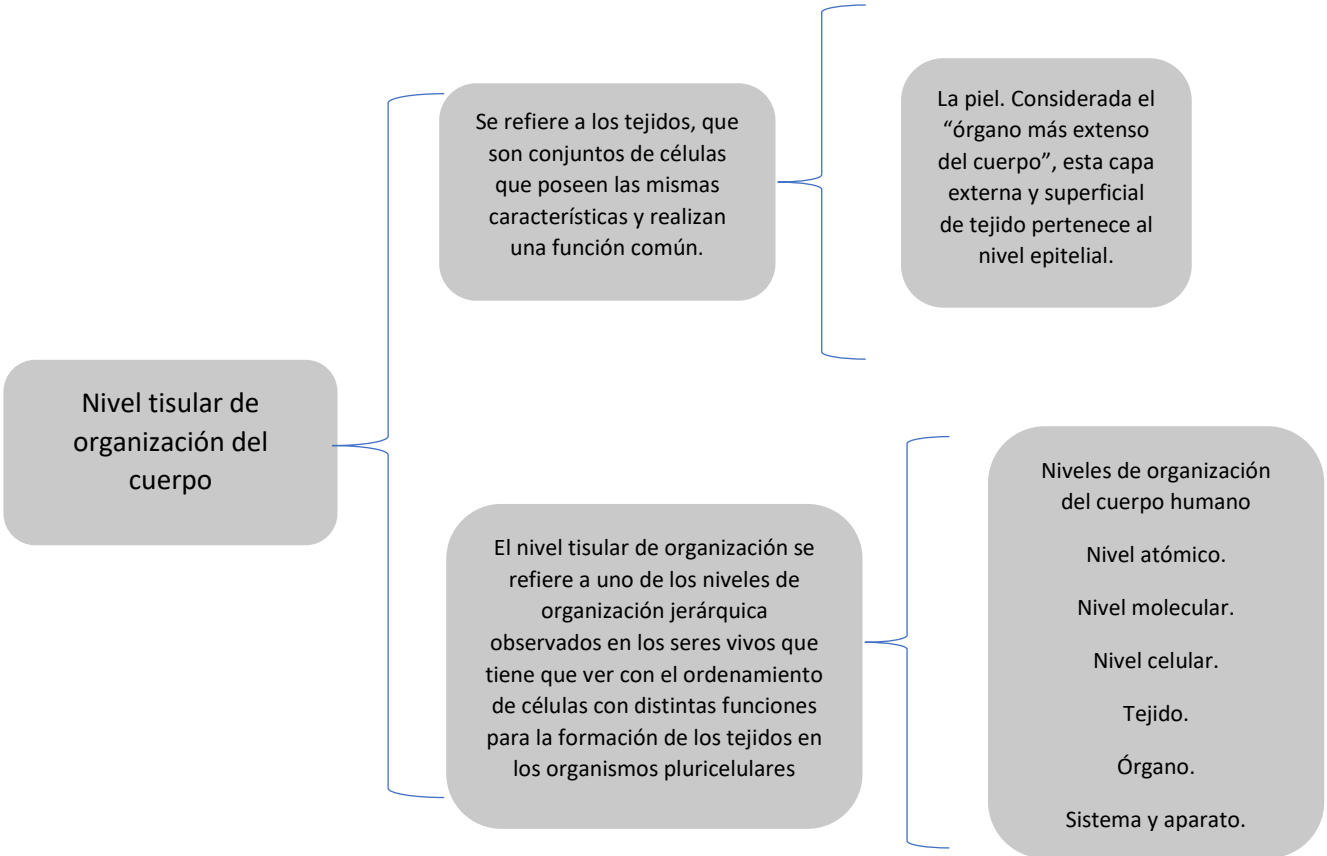 Nivel tisular de
organización del
cuerpo
Se refiere a los tejidos, que
son conjuntos de células
que poseen las mismas
características y realizan
una función común.
La piel. Considerada el
“órgano más extenso
del cuerpo”, esta capa
externa y superficial
de tejido pertenece al
nivel epitelial.
El nivel tisular de organización se
refiere a uno de los niveles de
organización jerárquica
observados en los seres vivos que
tiene que ver con el ordenamiento
de células con distintas funciones
para la formación de los tejidos en
los organismos pluricelulares
Niveles de organización
del cuerpo humano
Nivel atómico.
Nivel molecular.
Nivel celular.
Tejido.
Órgano.
Sistema y aparato.